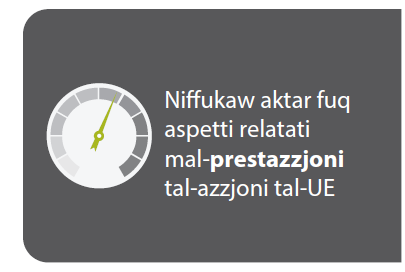 Niffukaw aktar fuq
aspetti relatati
mal-prestazzjoni
tal-azzjoni tal-UE